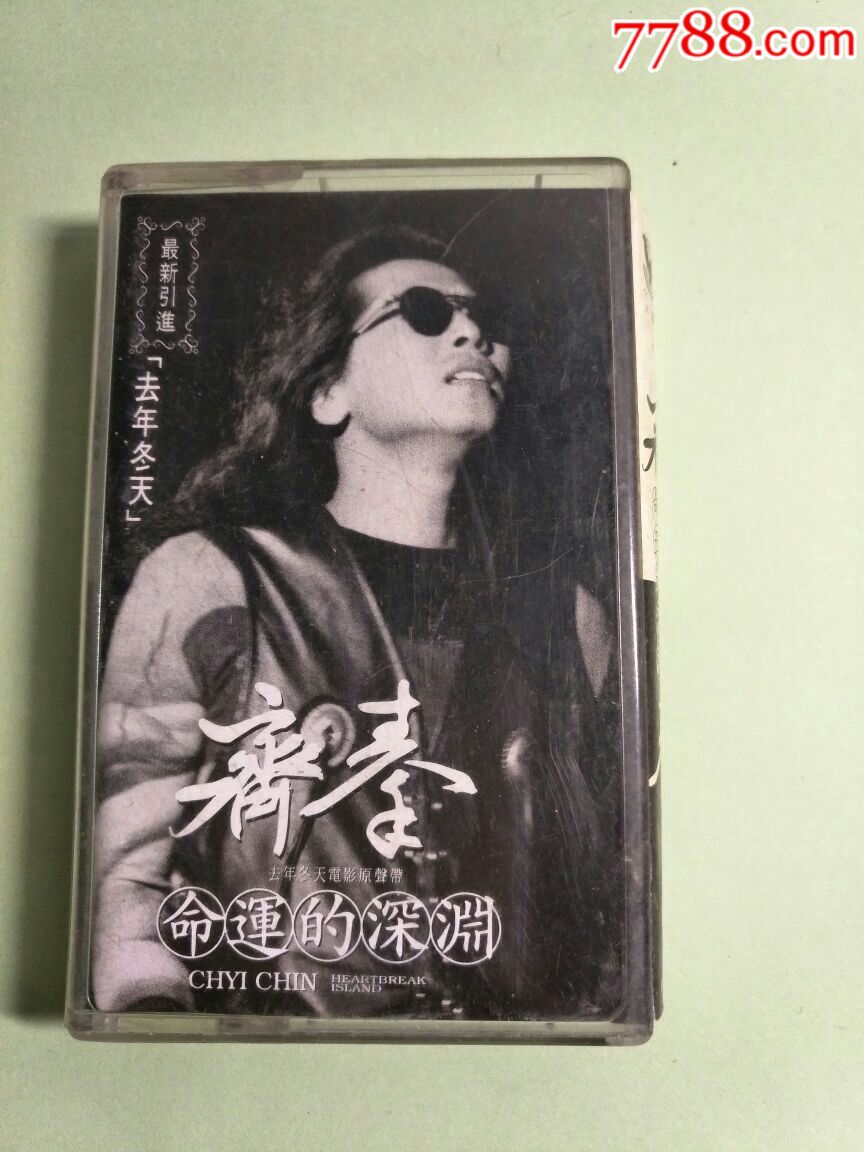 7788.com
最新引進
「去年冬天」
齊秦
去年冬天電影原聲帶
命運的深淵
CHYI CHIN HEARTBREAK
ISLAND